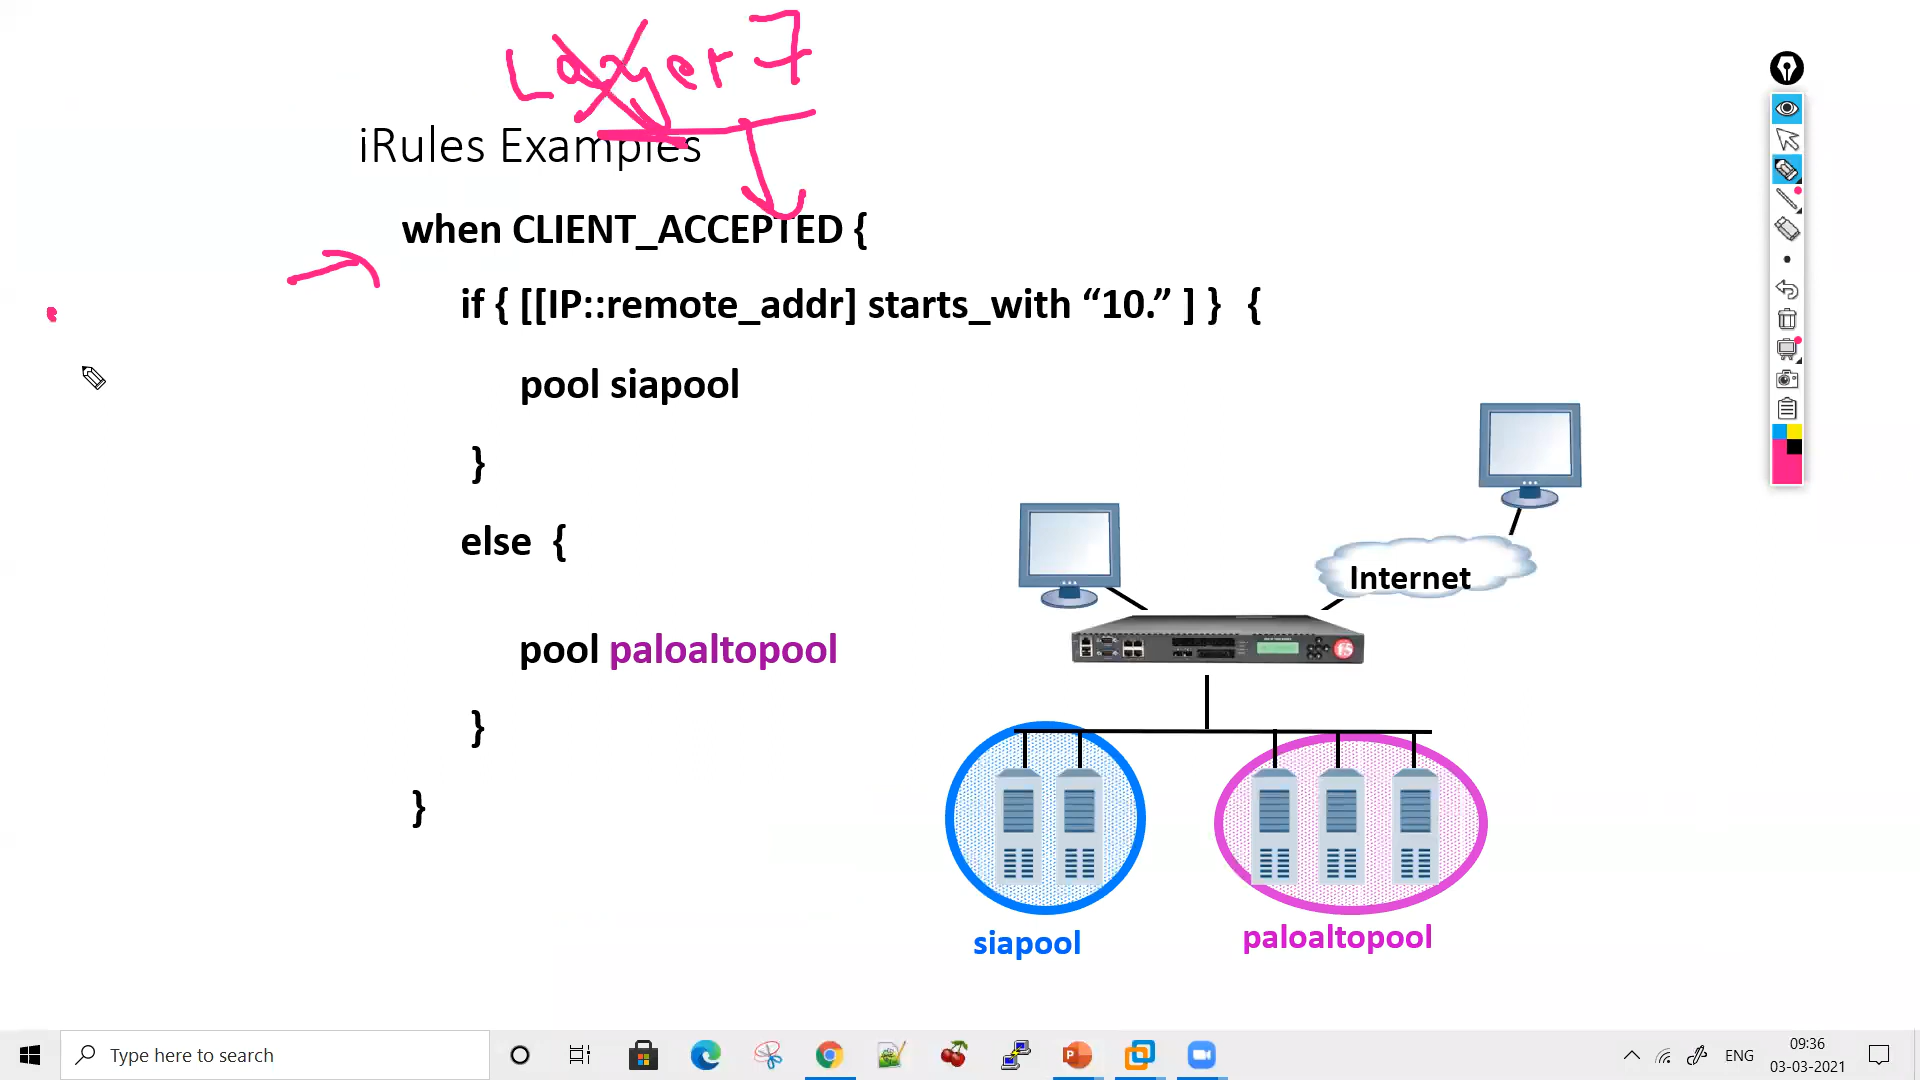 Layer 7
iRules Examples
when CLIENT_ACCEPTED {
if { [[IP::remote_addr] starts_with “10.” ] } {
pool siapool
}
else {
pool paloaltopool
}
}
Internet
f5
siapool
paloaltopool
Type here to search
ENG
09:36
03-03-2021